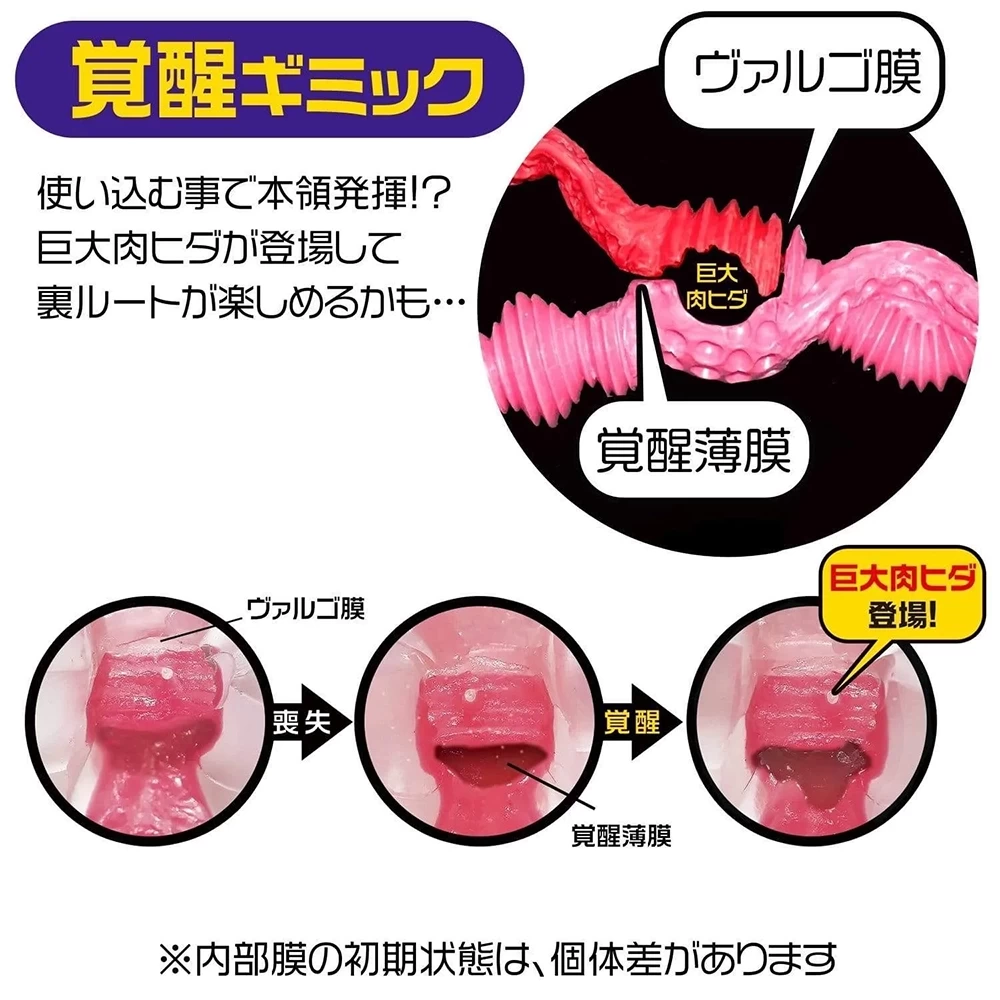 覚醒ギミック
使い込む事で本領発揮!?
巨大肉ヒダが登場して
裏ルートが楽しめるかも…
ヴァルゴ膜
巨大
肉ヒダ
覚醒薄膜
ヴァルゴ膜
喪失
覚醒
覚醒薄膜
巨大肉ヒダ
登場!
※内部膜の初期状態は、個体差があります